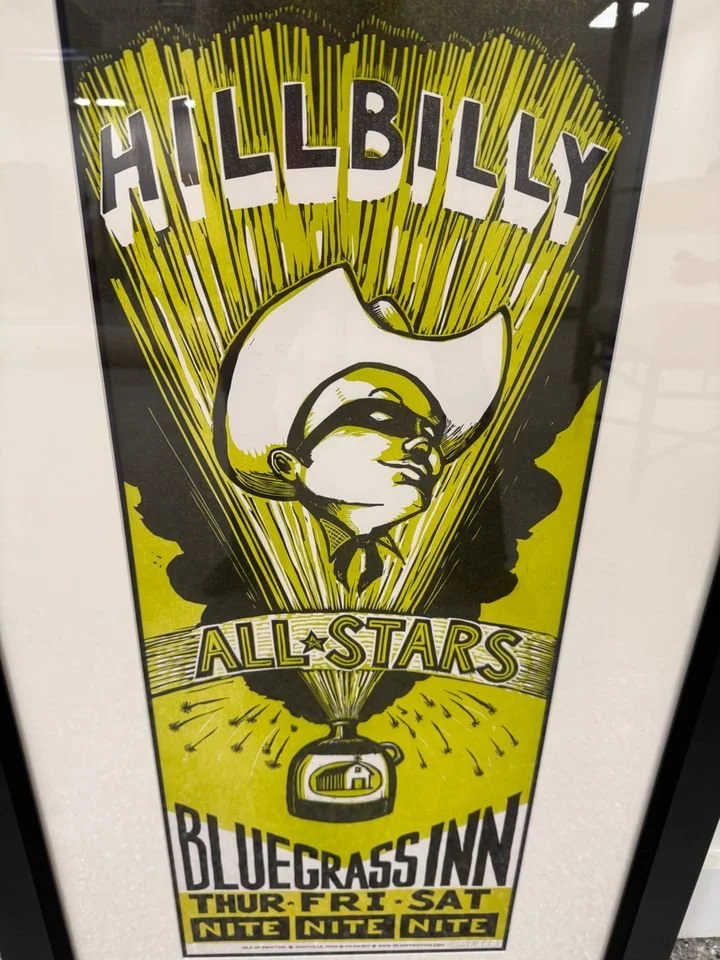 HILLBILLY
ALL★STARS
BLUEGRASS INN
THUR·FRI·SAT
NITE NITE NITE